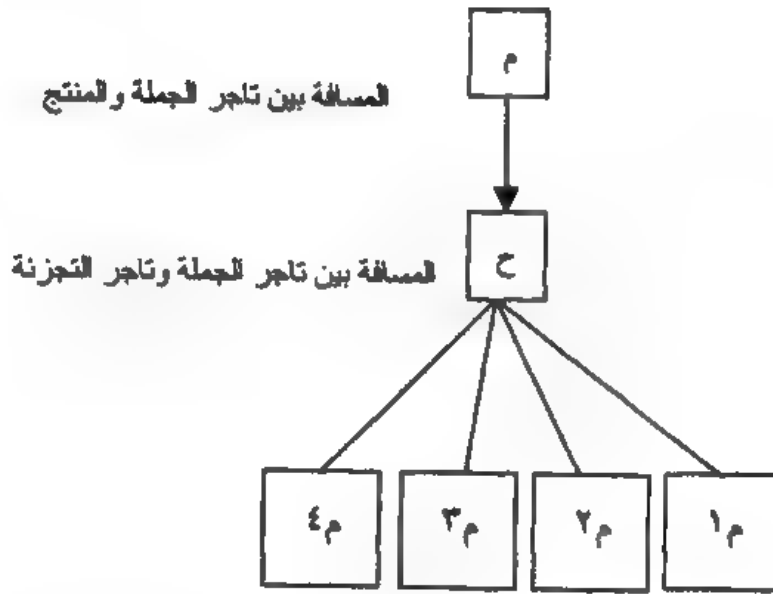 م
المسافة بين تاجر الجملة والمنتج
ح
المسافة بين تاجر الجملة وتاجر التجزئة
م١ م٢ م٣ م٤